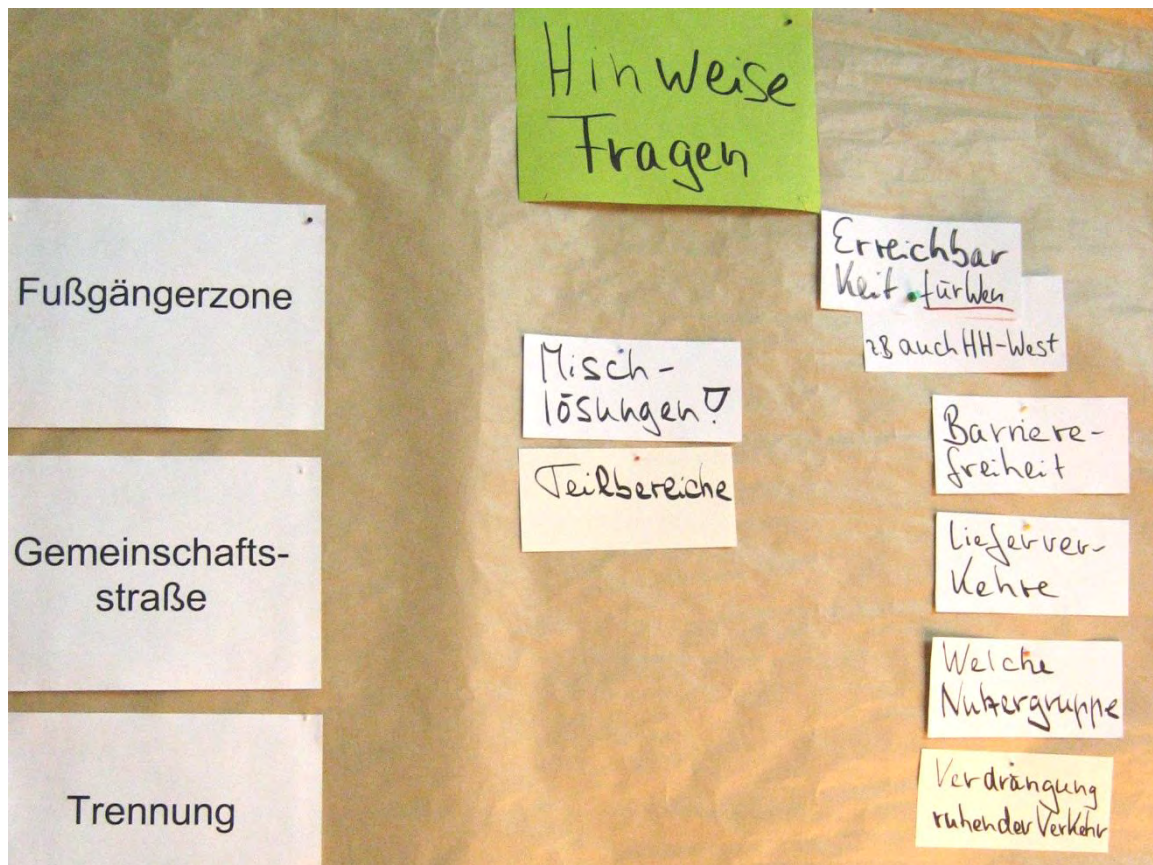 Hinweise
Fragen
Fußgängerzone
Gemeinschafts-
straße
Trennung
Misch-
lösungen!
Teilbereiche
Erreichbar
keit für Wen
z.B auch HH-West
Barriere-
freiheit
Lieferver-
kehre
Welche
Nutzergruppe
Verdrängung
ruhender Verkehr